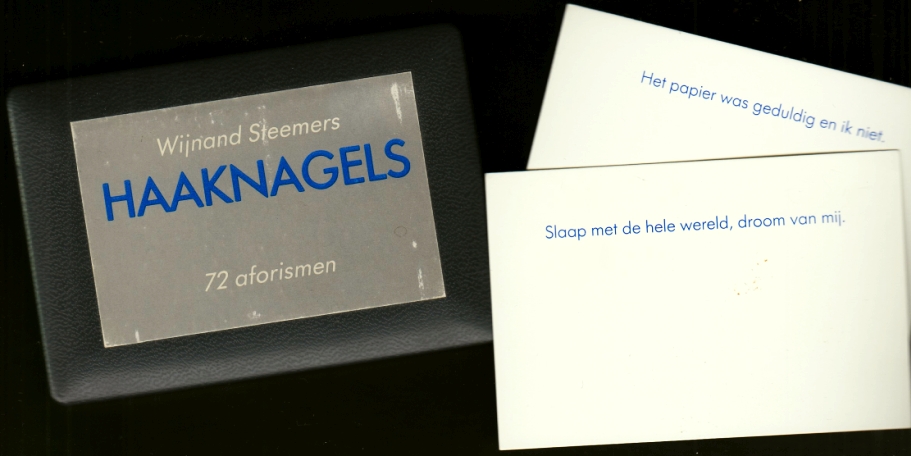 Wijnand Steemers
HAAKNAGELS
72 aforismen
Het papier was geduldig en ik niet.
Slaap met de hele wereld, droom van mij.